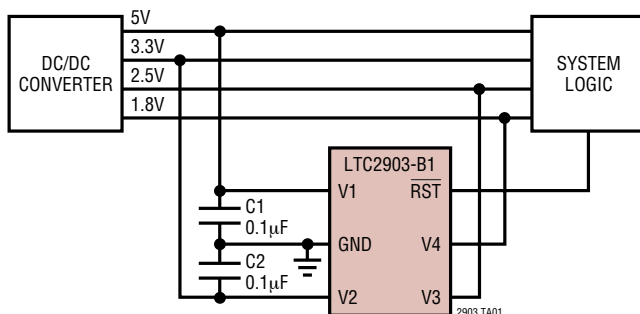 5V
3.3V
2.5V
1.8V
DC/DC
CONVERTER
SYSTEM
LOGIC
LTC2903-B1
V1
R̅S̅T̅
C1
0.1μF
GND
V4
C2
0.1μF
V2
V3
2903 TA01